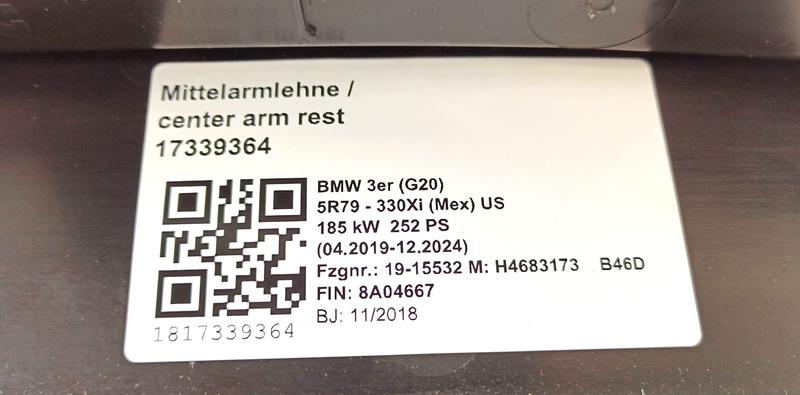 Mittelarmlehne /
center arm rest
17339364
BMW 3er (G20)
5R79 - 330Xi (Mex) US
185 kW 252 PS
(04.2019-12.2024)
Fzgnr.: 19-15532 M: H4683173 B46D
FIN: 8A04667
BJ: 11/2018
1817339364